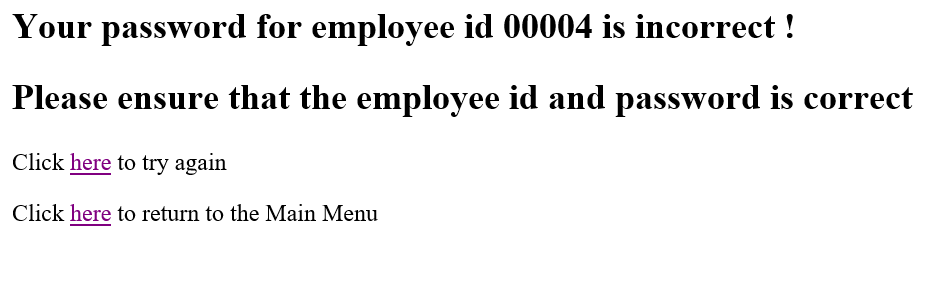 Your password for employee id 00004 is incorrect !
Please ensure that the employee id and password is correct
Click here to try again
Click here to return to the Main Menu